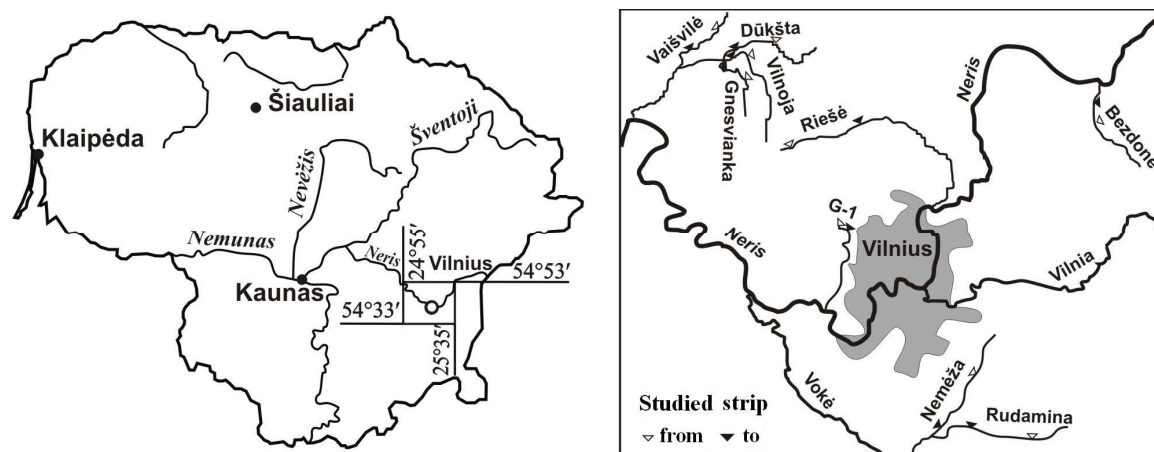 Šiauliai
Klaipėda
Šventoji
Nevėžis
Nemunas
Neris
24°55′
Vilnius
54°53′
Kaunas
54°33′
25°35′
Vaišvilė
Dūkšta
Vilnoja
Gnesvianka
Riešė
Neris
Bezdonė
G-1
Neris
Vilnius
Vilnia
Vokė
Nemėža
Rudamina
Studied strip
from to